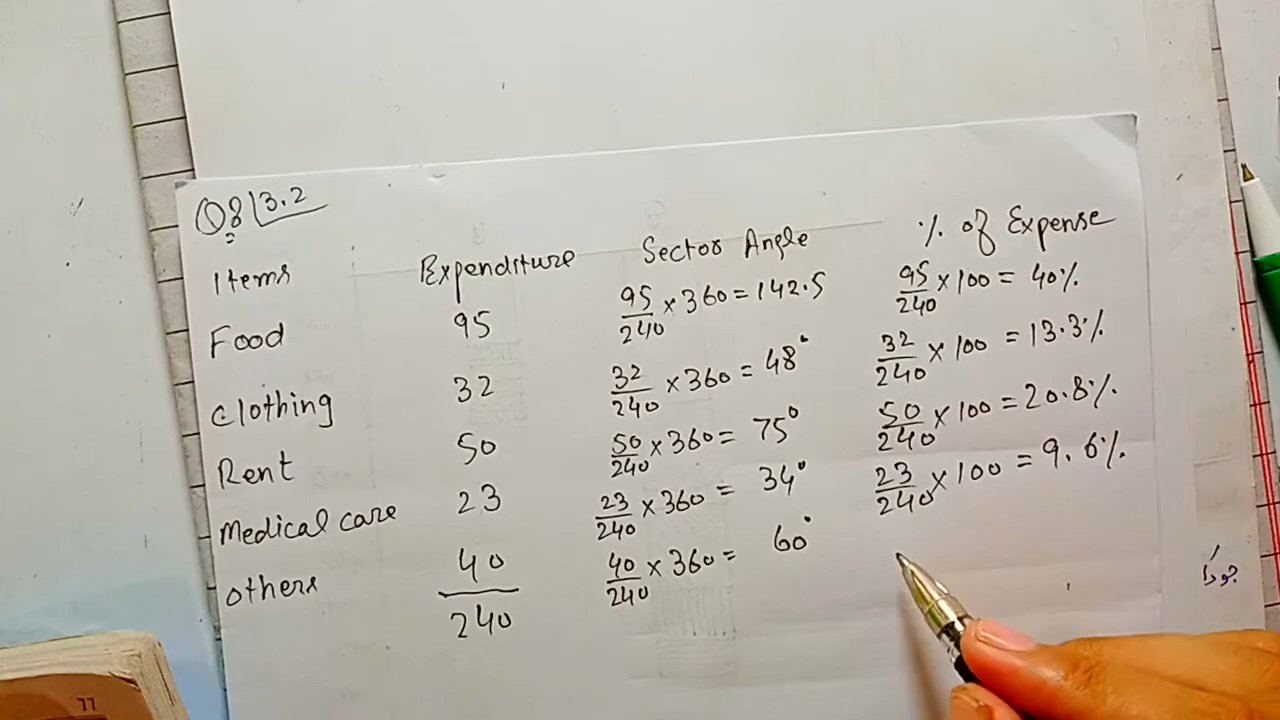 Q8 3.2
Items Expenditure Sector Angle % of Expense
Food 95 95/240 × 360 = 142.5 95/240 × 100 = 40%
Clothing 32 32/240 × 360 = 48° 32/240 × 100 = 13.3%
Rent 50 50/240 × 360 = 75° 50/240 × 100 = 20.8%
Medical care 23 23/240 × 360 = 34° 23/240 × 100 = 9.6%
others 40 40/240 × 360 = 60°
240
77